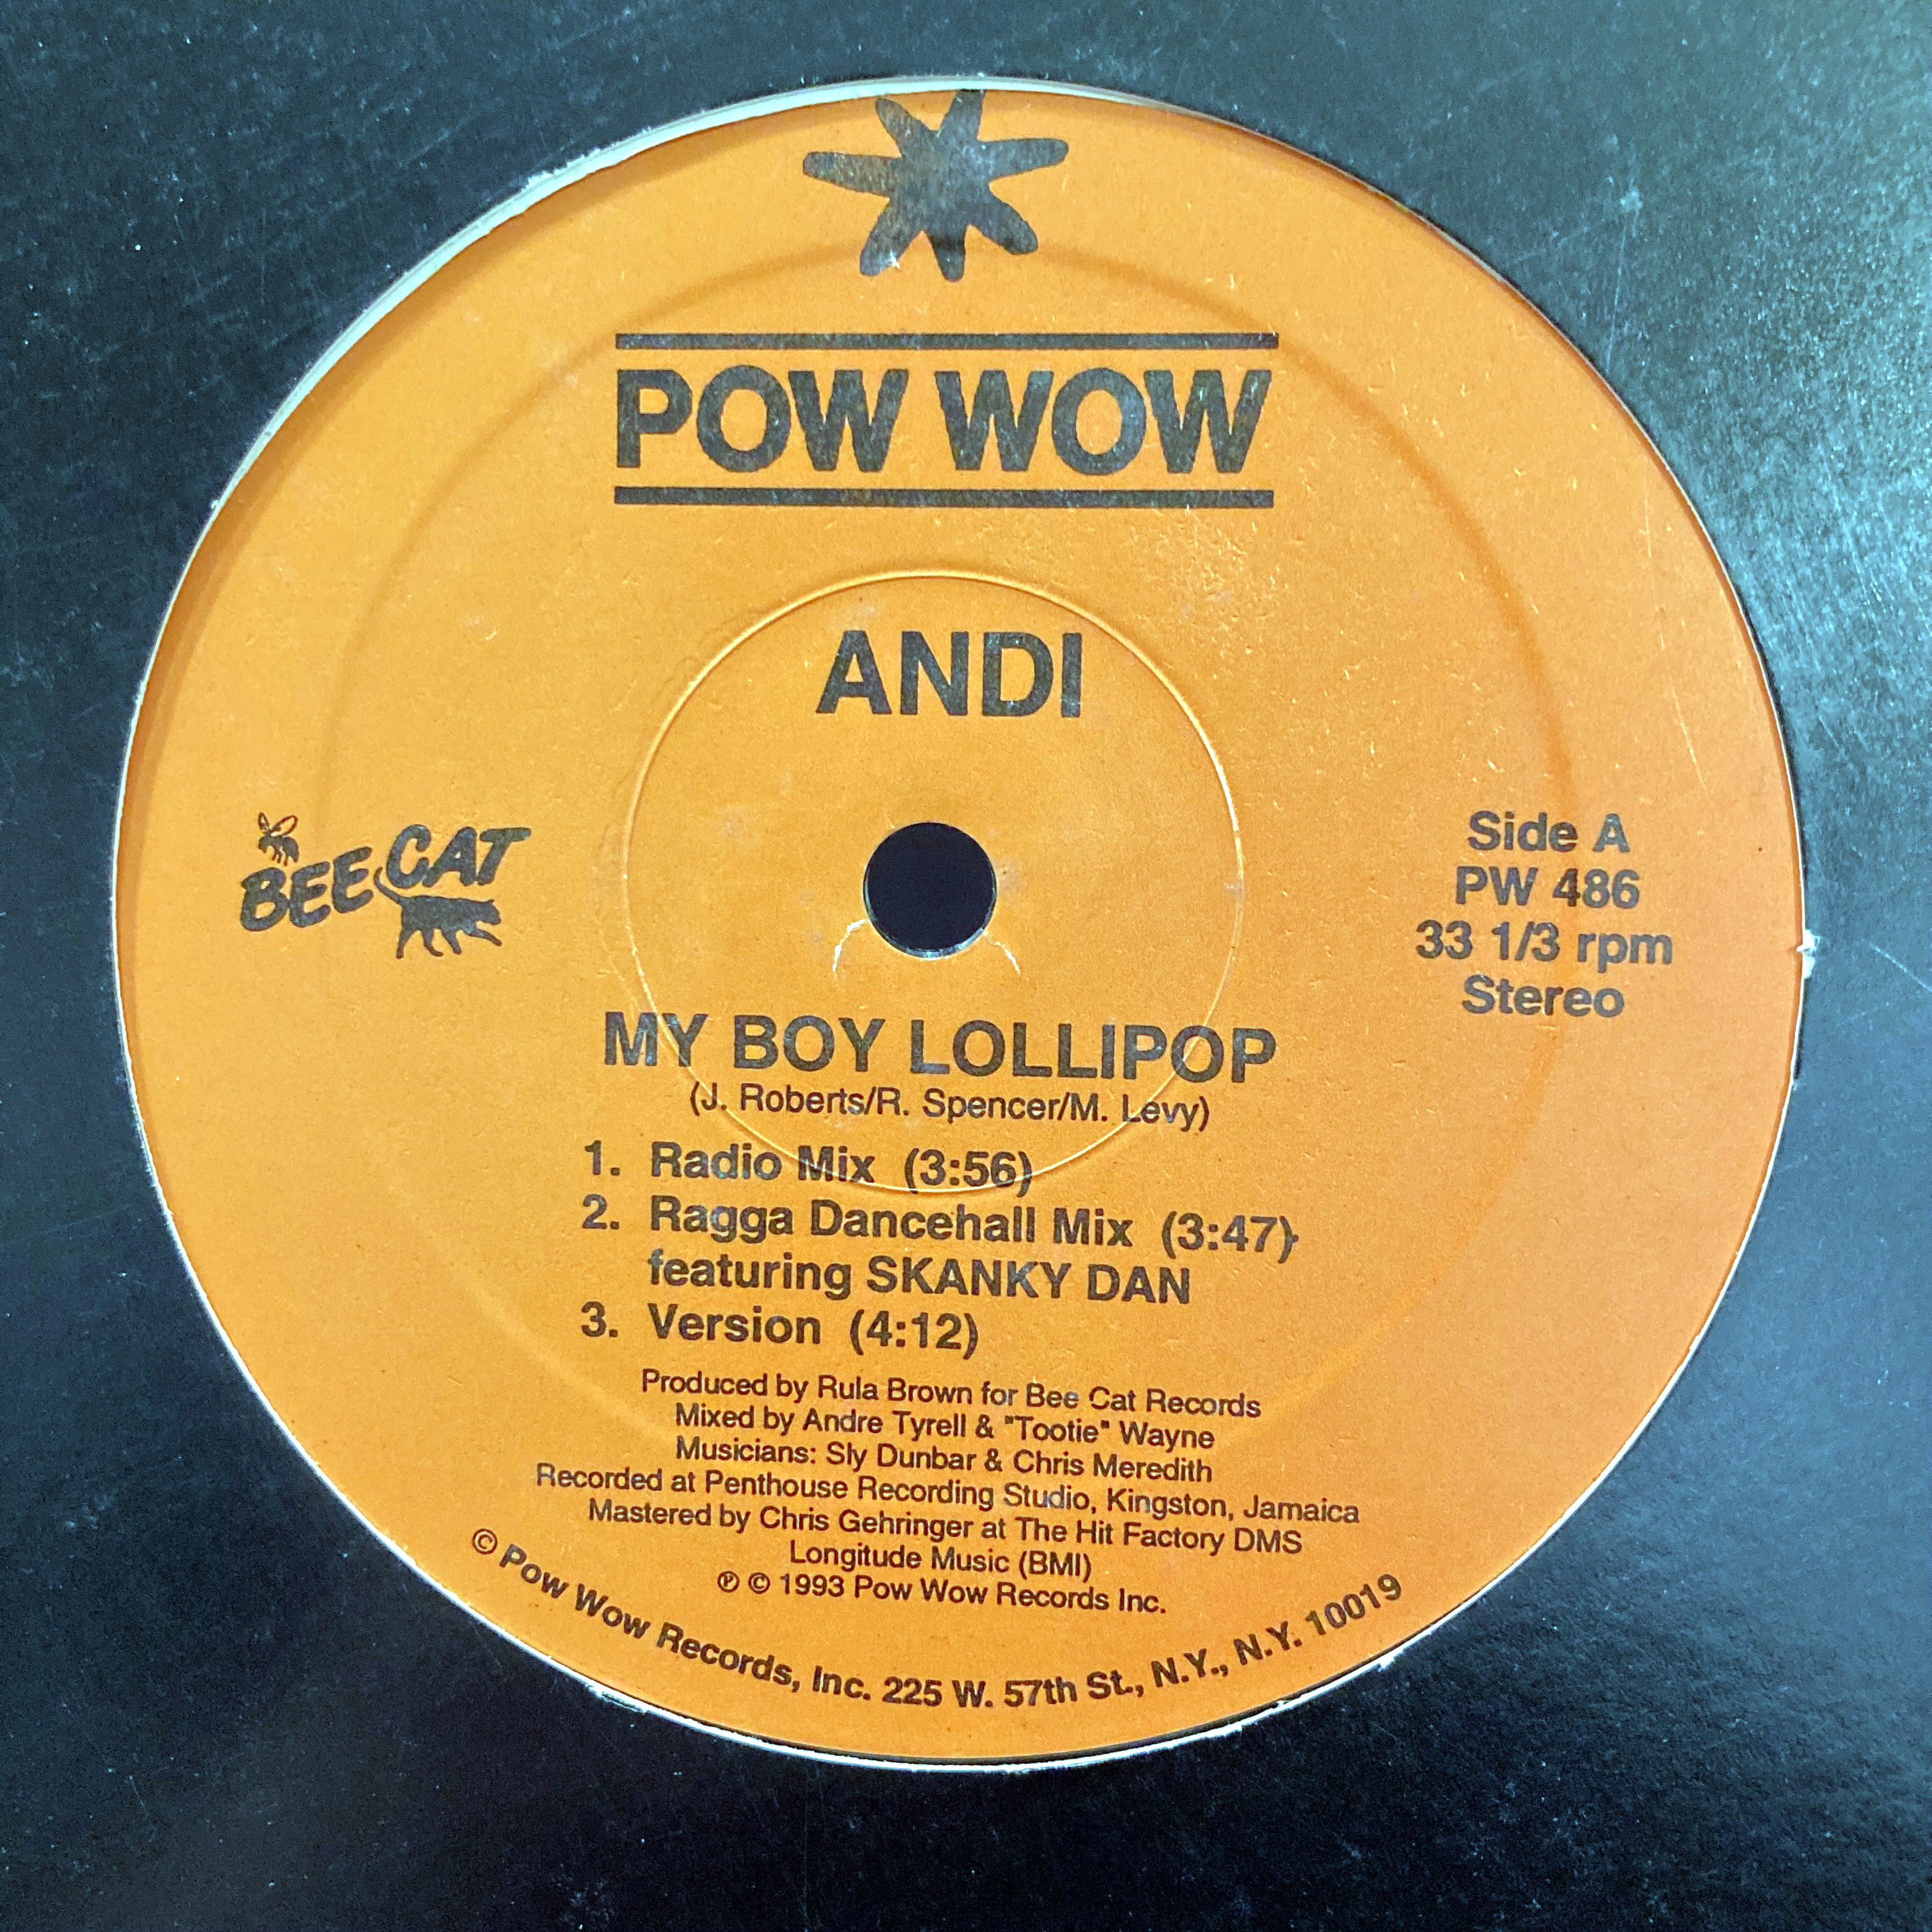 POW WOW
ANDI
BEE CAT
Side A
PW 486
33 1/3 rpm
Stereo
MY BOY LOLLIPOP
(J. Roberts/R. Spencer/M. Levy)
1. Radio Mix (3:56)
2. Ragga Dancehall Mix (3:47)
featuring SKANKY DAN
3. Version (4:12)
Produced by Rula Brown for Bee Cat Records
Mixed by Andre Tyrell & "Tootie" Wayne
Musicians: Sly Dunbar & Chris Meredith
Recorded at Penthouse Recording Studio, Kingston, Jamaica
Mastered by Chris Gehringer at The Hit Factory DMS
Longitude Music (BMI)
℗ © 1993 Pow Wow Records Inc.
© Pow Wow Records, Inc. 225 W. 57th St., N.Y., N.Y. 10019